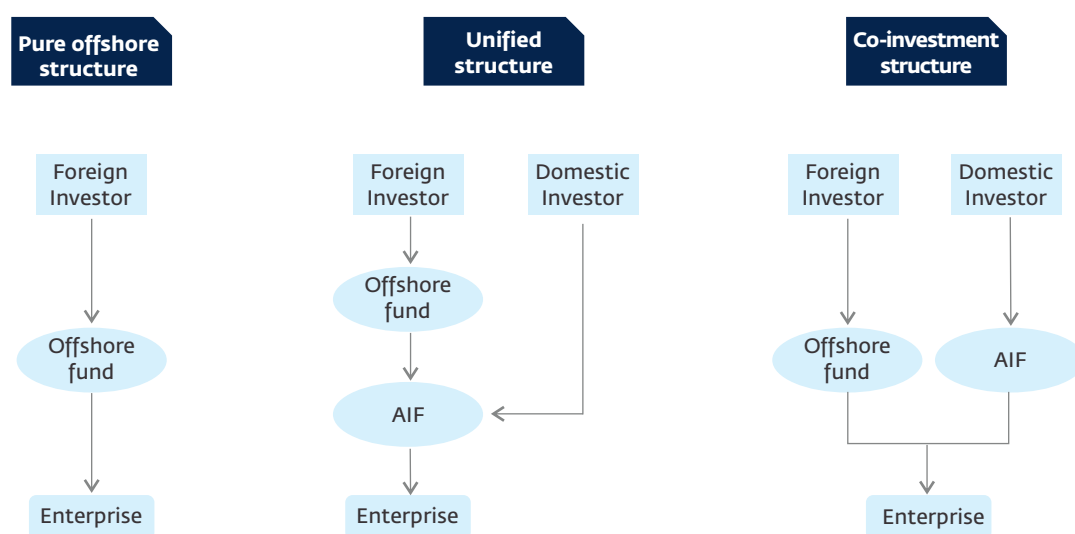 Pure offshore
structure
Unified
structure
Co-investment
structure
Foreign
Investor
Offshore
fund
Enterprise
Foreign
Investor
Domestic
Investor
Offshore
fund
AIF
Enterprise
Foreign
Investor
Domestic
Investor
Offshore
fund
AIF
Enterprise